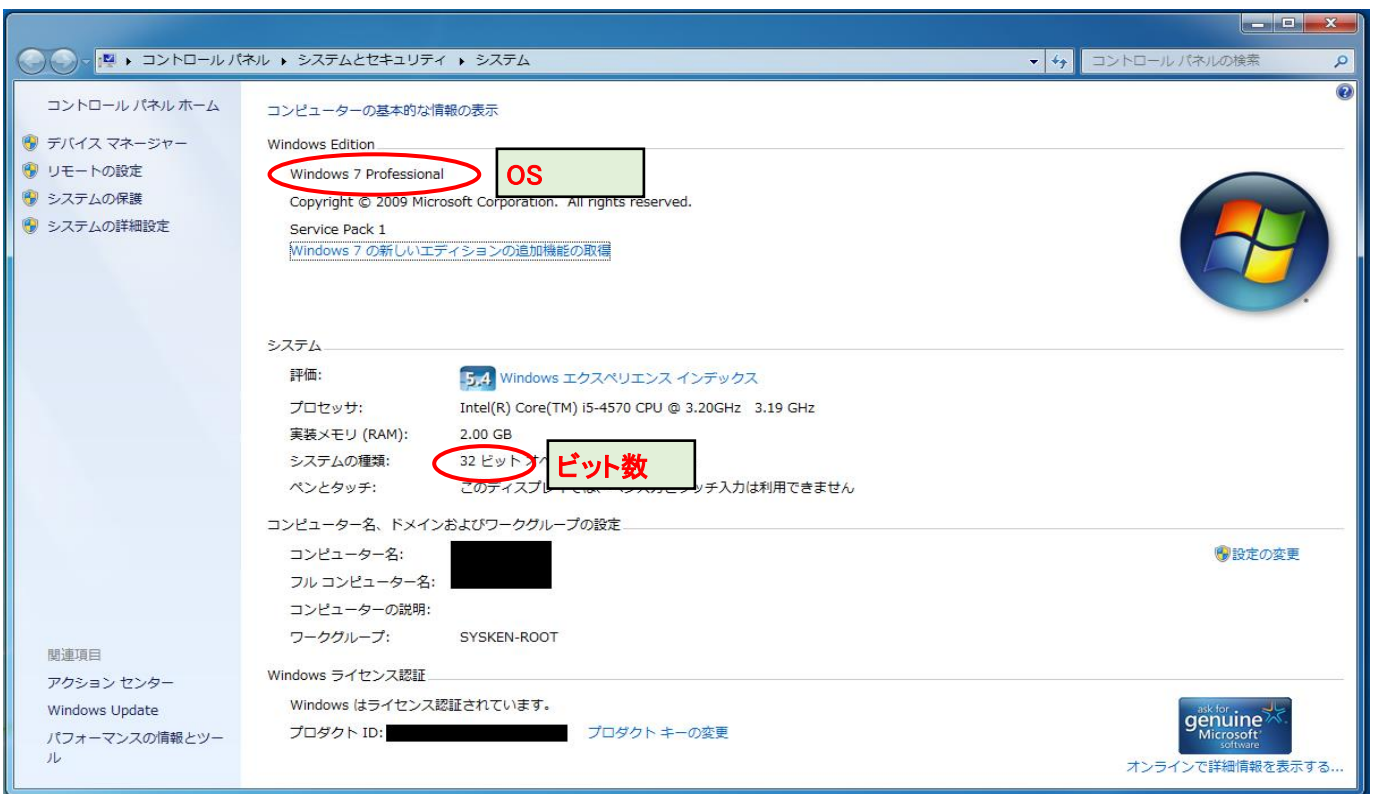 コントロール パネル ▸ システムとセキュリティ ▸ システム
コントロール パネルの検索
コントロール パネル ホーム
デバイス マネージャー
リモートの設定
システムの保護
システムの詳細設定
コンピューターの基本的な情報の表示
Windows Edition
Windows 7 Professional
OS
Copyright © 2009 Microsoft Corporation. All rights reserved.
Service Pack 1
Windows 7 の新しいエディションの追加機能の取得
システム
評価:
5.4 Windows エクスペリエンス インデックス
プロセッサ: Intel(R) Core(TM) i5-4570 CPU @ 3.20GHz 3.19 GHz
実装メモリ (RAM): 2.00 GB
システムの種類: 32 ビット
ビット数
ペンとタッチ: このディスプレイでは、ペン入力とタッチ入力は利用できません
コンピューター名、ドメインおよびワークグループの設定
コンピューター名:
設定の変更
フル コンピューター名:
コンピューターの説明:
ワークグループ: SYSKEN-ROOT
Windows ライセンス認証
Windows はライセンス認証されています。
プロダクト ID:
プロダクト キーの変更
関連項目
アクション センター
Windows Update
パフォーマンスの情報とツー
ル
ask for
genuine
Microsoft
software
オンラインで詳細情報を表示する...